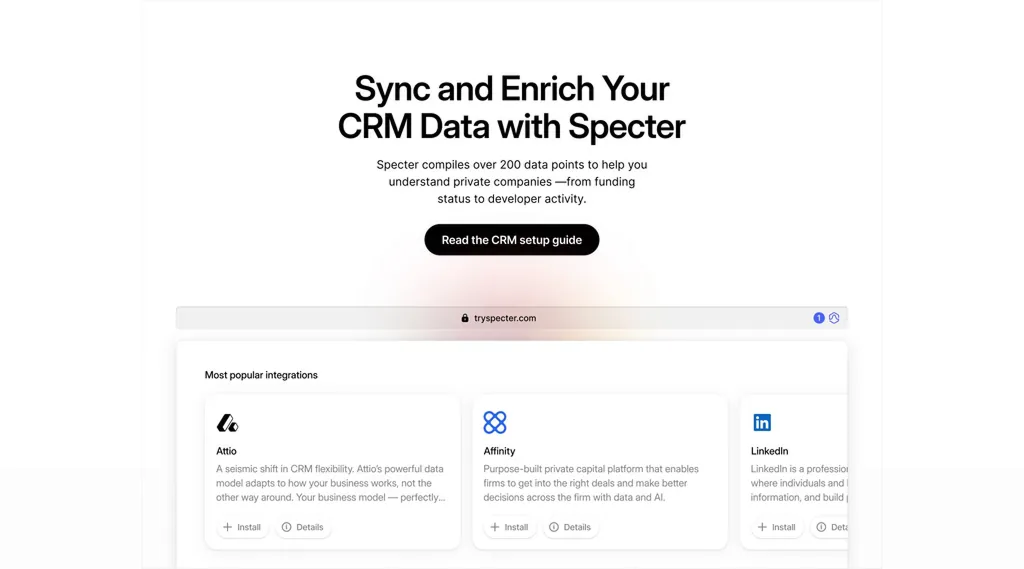 Sync and Enrich Your
CRM Data with Specter
Specter compiles over 200 data points to help you
understand private companies —from funding
status to developer activity.
Read the CRM setup guide
tryspecter.com
1
Most popular integrations
Attio
A seismic shift in CRM flexibility. Attio's powerful data
model adapts to how your business works, not the
other way around. Your business model — perfectly...
Install
Details
Affinity
Purpose-built private capital platform that enables
firms to get into the right deals and make better
decisions across the firm with data and AI.
Install
Details
in
LinkedIn
LinkedIn is a profession
where individuals and
information, and build
Install
Deta